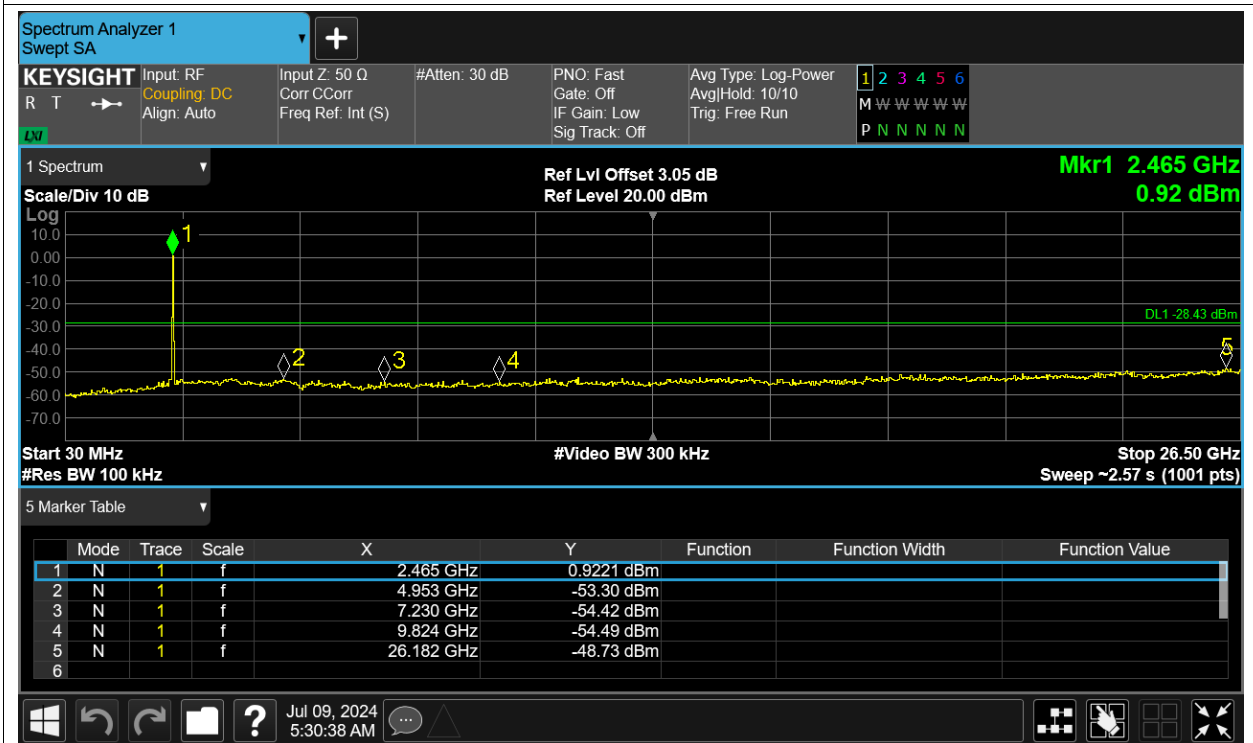 Spectrum Analyzer 1
Swept SA
KEYSIGHT
R T
LXI
Input: RF
Coupling: DC
Align: Auto
Input Z: 50 Ω
Corr CCorr
Freq Ref: Int (S)
#Atten: 30 dB
PNO: Fast
Gate: Off
IF Gain: Low
Sig Track: Off
Avg Type: Log-Power
Avg|Hold: 10/10
Trig: Free Run
1 2 3 4 5 6
M W W W W W
P N N N N N
1 Spectrum
Scale/Div 10 dB
Ref Lvl Offset 3.05 dB
Ref Level 20.00 dBm
Mkr1 2.465 GHz
0.92 dBm
Log
10.0
0.00
-10.0
-20.0
-30.0
-40.0
-50.0
-60.0
-70.0
1
DL1 -28.43 dBm
2
3
4
5
Start 30 MHz
#Video BW 300 kHz
Stop 26.50 GHz
#Res BW 100 kHz
Sweep ~2.57 s (1001 pts)
5 Marker Table
Mode Trace Scale X Y Function Function Width Function Value
1 N 1 f 2.465 GHz 0.9221 dBm
2 N 1 f 4.953 GHz -53.30 dBm
3 N 1 f 7.230 GHz -54.42 dBm
4 N 1 f 9.824 GHz -54.49 dBm
5 N 1 f 26.182 GHz -48.73 dBm
6
?
Jul 09, 2024
5:30:38 AM